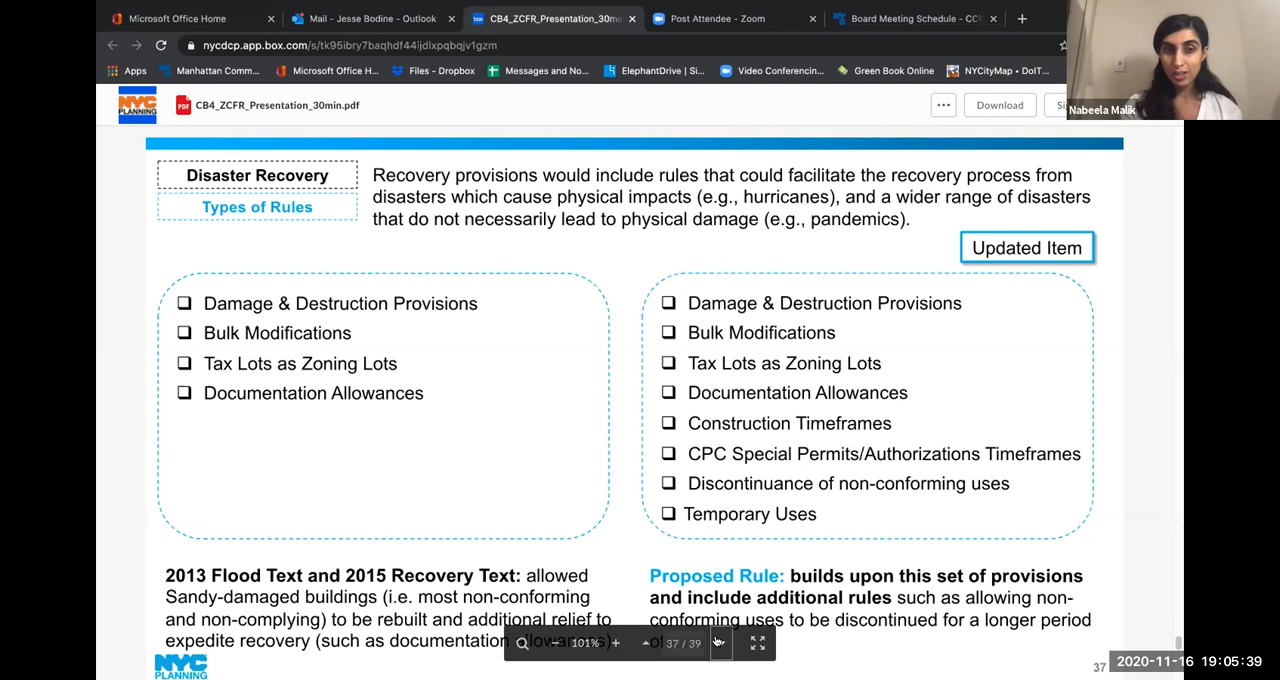 Microsoft Office Home
Mail - Jesse Bodine - Outlook
CB4_ZCFR_Presentation_30mi
Post Attendee - Zoom
Board Meeting Schedule - CC
nycdcp.app.box.com/s/tk95ibry7baqhdf44ijdlxpqbqjv1gzm
Apps
Manhattan Comm...
Microsoft Office H...
Files - Dropbox
Messages and No...
ElephantDrive | Si...
Video Conferencin...
Green Book Online
NYCityMap • DoIT...
Nabeela Malik
NYC
PLANNING
PDF
CB4_ZCFR_Presentation_30min.pdf
Download
Disaster Recovery
Types of Rules
Recovery provisions would include rules that could facilitate the recovery process from
disasters which cause physical impacts (e.g., hurricanes), and a wider range of disasters
that do not necessarily lead to physical damage (e.g., pandemics).
Updated Item
Damage & Destruction Provisions
Bulk Modifications
Tax Lots as Zoning Lots
Documentation Allowances
Damage & Destruction Provisions
Bulk Modifications
Tax Lots as Zoning Lots
Documentation Allowances
Construction Timeframes
CPC Special Permits/Authorizations Timeframes
Discontinuance of non-conforming uses
Temporary Uses
2013 Flood Text and 2015 Recovery Text: allowed
Sandy-damaged buildings (i.e. most non-conforming
and non-complying) to be rebuilt and additional relief to
expedite recovery (such as documentation allowances)
Proposed Rule: builds upon this set of provisions
and include additional rules such as allowing non-
conforming uses to be discontinued for a longer period
101%
37 / 39
NYC
PLANNING
37
2020-11-16 19:05:39